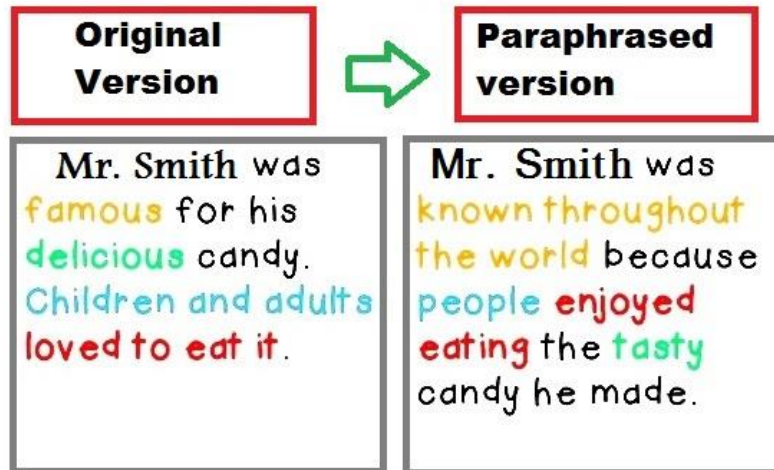 Original
Version
Paraphrased
version
Mr. Smith was
famous for his
delicious candy.
Children and adults
loved to eat it.
Mr. Smith was
known throughout
the world because
people enjoyed
eating the tasty
candy he made.